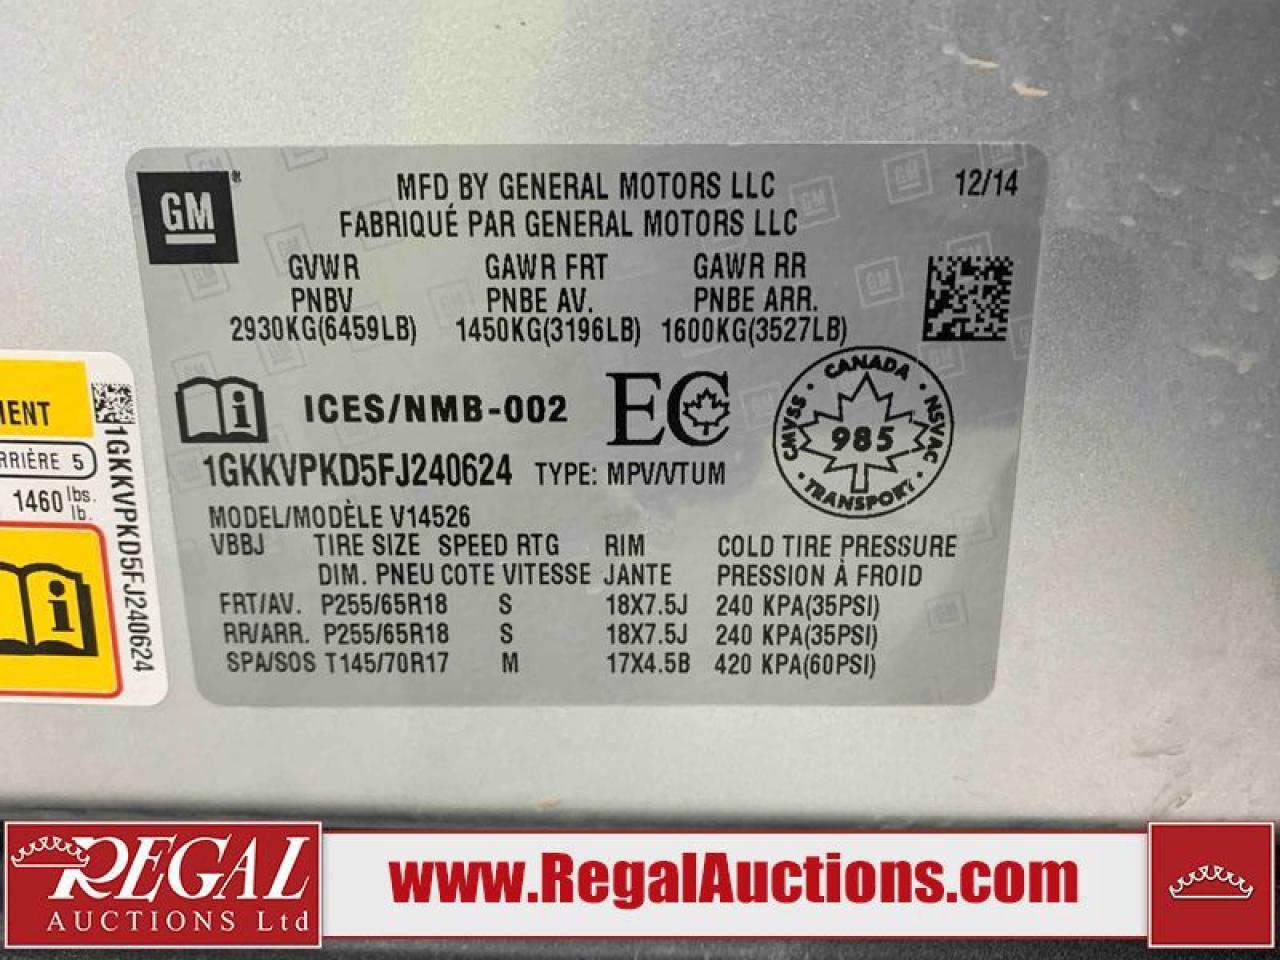 GM
MFD BY GENERAL MOTORS LLC 12/14
FABRIQUÉ PAR GENERAL MOTORS LLC
GVWR GAWR FRT GAWR RR
PNBV PNBE AV. PNBE ARR.
2930KG(6459LB) 1450KG(3196LB) 1600KG(3527LB)
ICES/NMB-002 EC
CANADA
CMVSS NSVAC
985
TRANSPORT
1GKKVPKD5FJ240624 TYPE: MPV/VTUM
MODEL/MODÈLE V14526
VBBJ TIRE SIZE SPEED RTG RIM COLD TIRE PRESSURE
DIM. PNEU COTE VITESSE JANTE PRESSION À FROID
FRT/AV. P255/65R18 S 18X7.5J 240 KPA(35PSI)
RR/ARR. P255/65R18 S 18X7.5J 240 KPA(35PSI)
SPA/SOS T145/70R17 M 17X4.5B 420 KPA(60PSI)
MENT
RRIÈRE 5
1460 lbs.
lb.
1GKKVPKD5FJ240624
REGAL
AUCTIONS Ltd
www.RegalAuctions.com